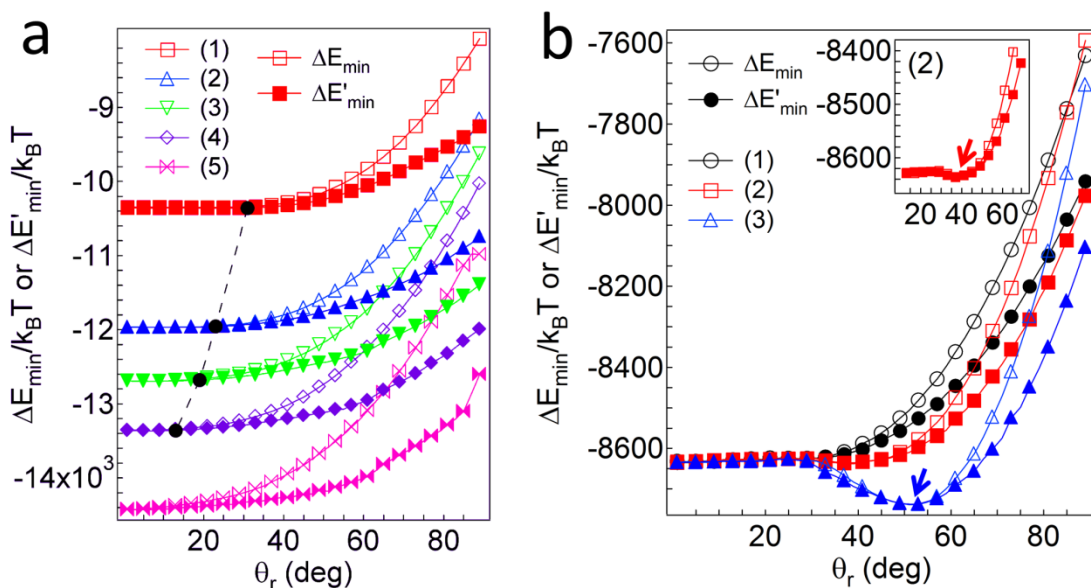 a
(1)
(2)
(3)
(4)
(5)
ΔE_min
ΔE'_min
-9
-10
-11
-12
-13
-14x10³
20
40
60
80
θ_r (deg)
ΔE_min/k_BT or ΔE'_min/k_BT
b
ΔE_min
ΔE'_min
(1)
(2)
(3)
(2)
-8400
-8500
-8600
20 40 60
-7600
-7800
-8000
-8200
-8400
-8600
20
40
60
80
θ_r (deg)
ΔE_min/k_BT or ΔE'_min/k_BT